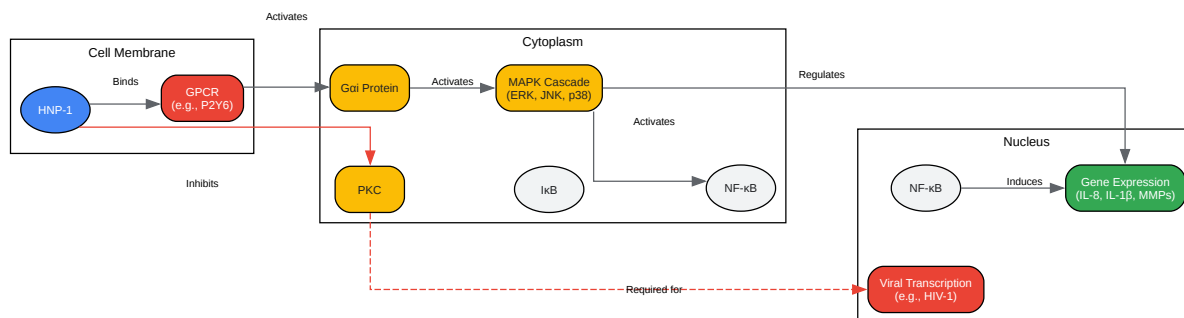 Activates
Cell Membrane
Cytoplasm
Binds
HNP-1
GPCR
(e.g., P2Y6)
Gαi Protein
Activates
MAPK Cascade
(ERK, JNK, p38)
Regulates
Activates
Inhibits
PKC
IκB
NF-κB
Nucleus
NF-κB
Induces
Gene Expression
(IL-8, IL-1β, MMPs)
Required for
Viral Transcription
(e.g., HIV-1)